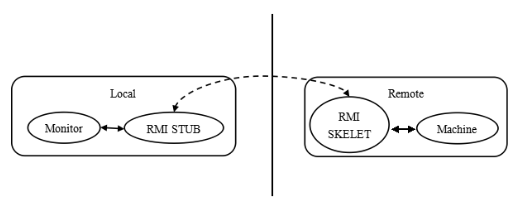 Local
Monitor
RMI STUB
Remote
RMI
SKELET
Machine